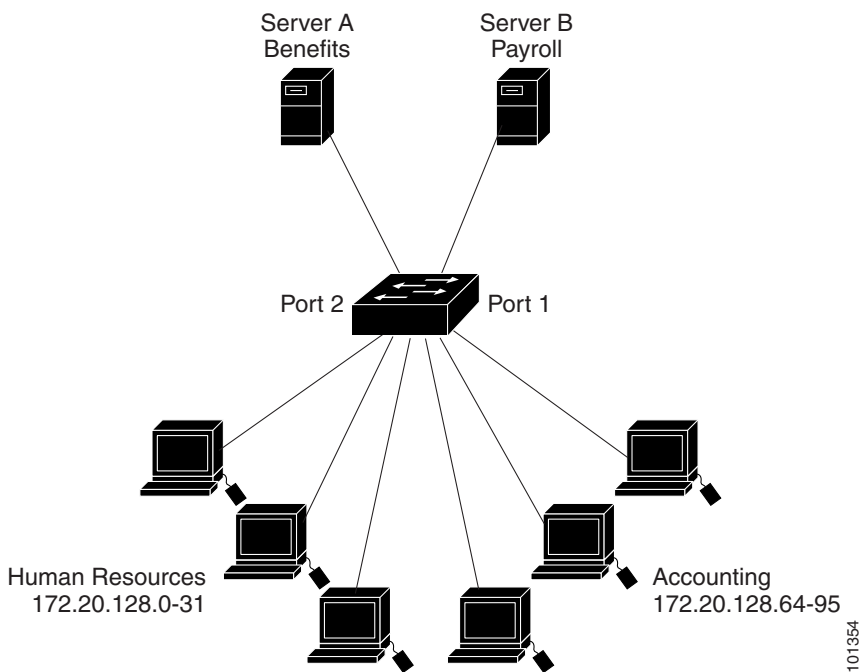 Server A
Benefits
Server B
Payroll
Port 2
Port 1
Human Resources
172.20.128.0-31
Accounting
172.20.128.64-95
101354